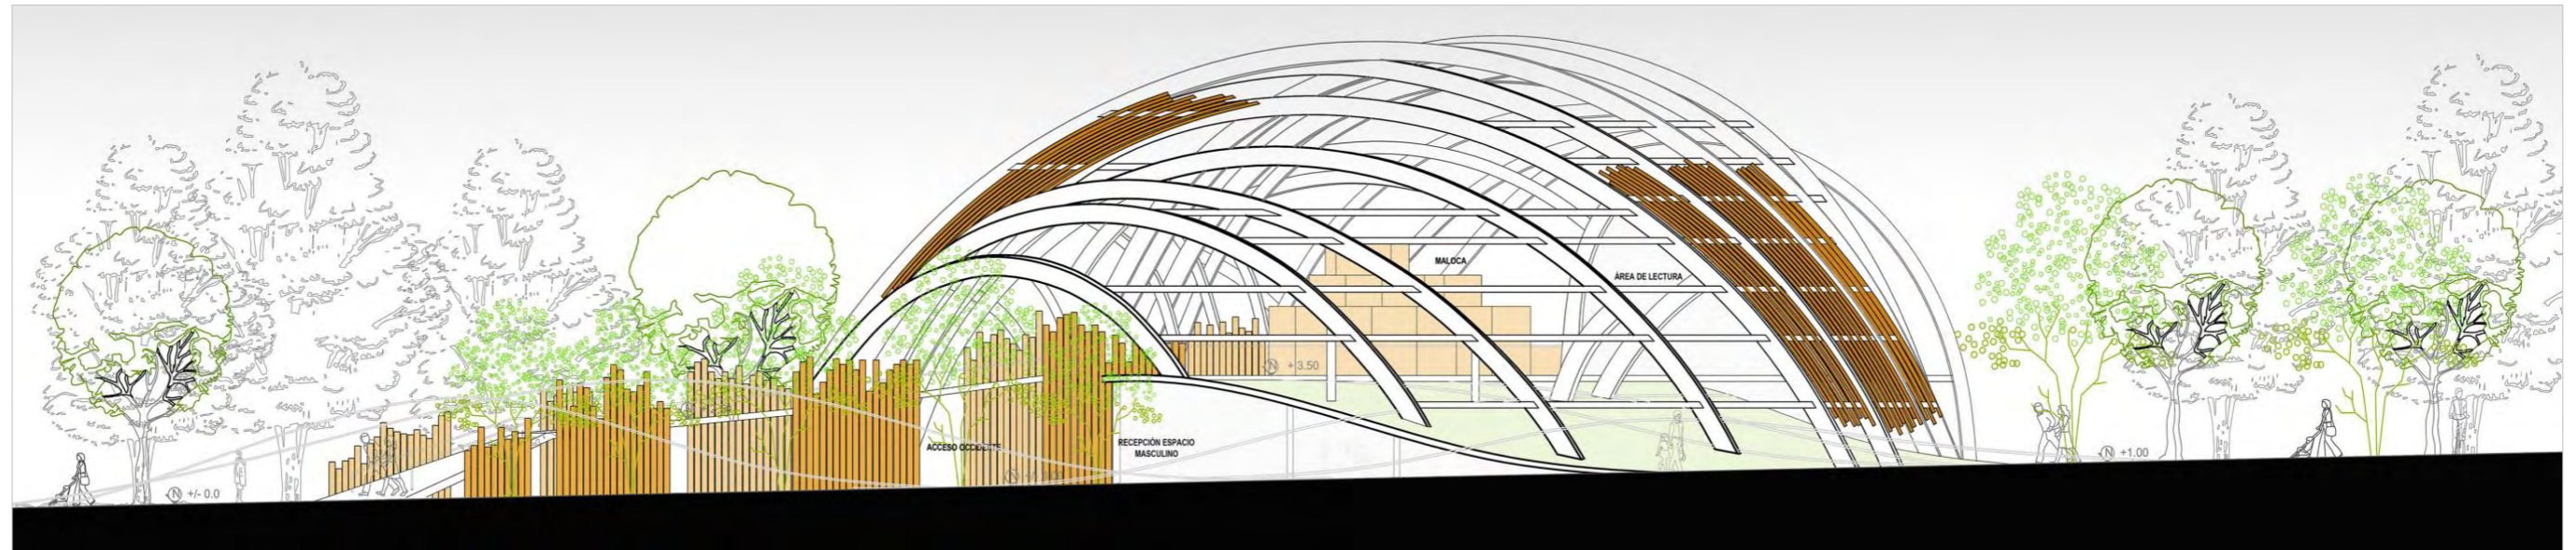 MALOCA
ÁREA DE LECTURA
N +3.50
ACCESO OCCIDENTE
RECEPCIÓN ESPACIO
MASCULINO
N +1.00
N +/- 0.0
N